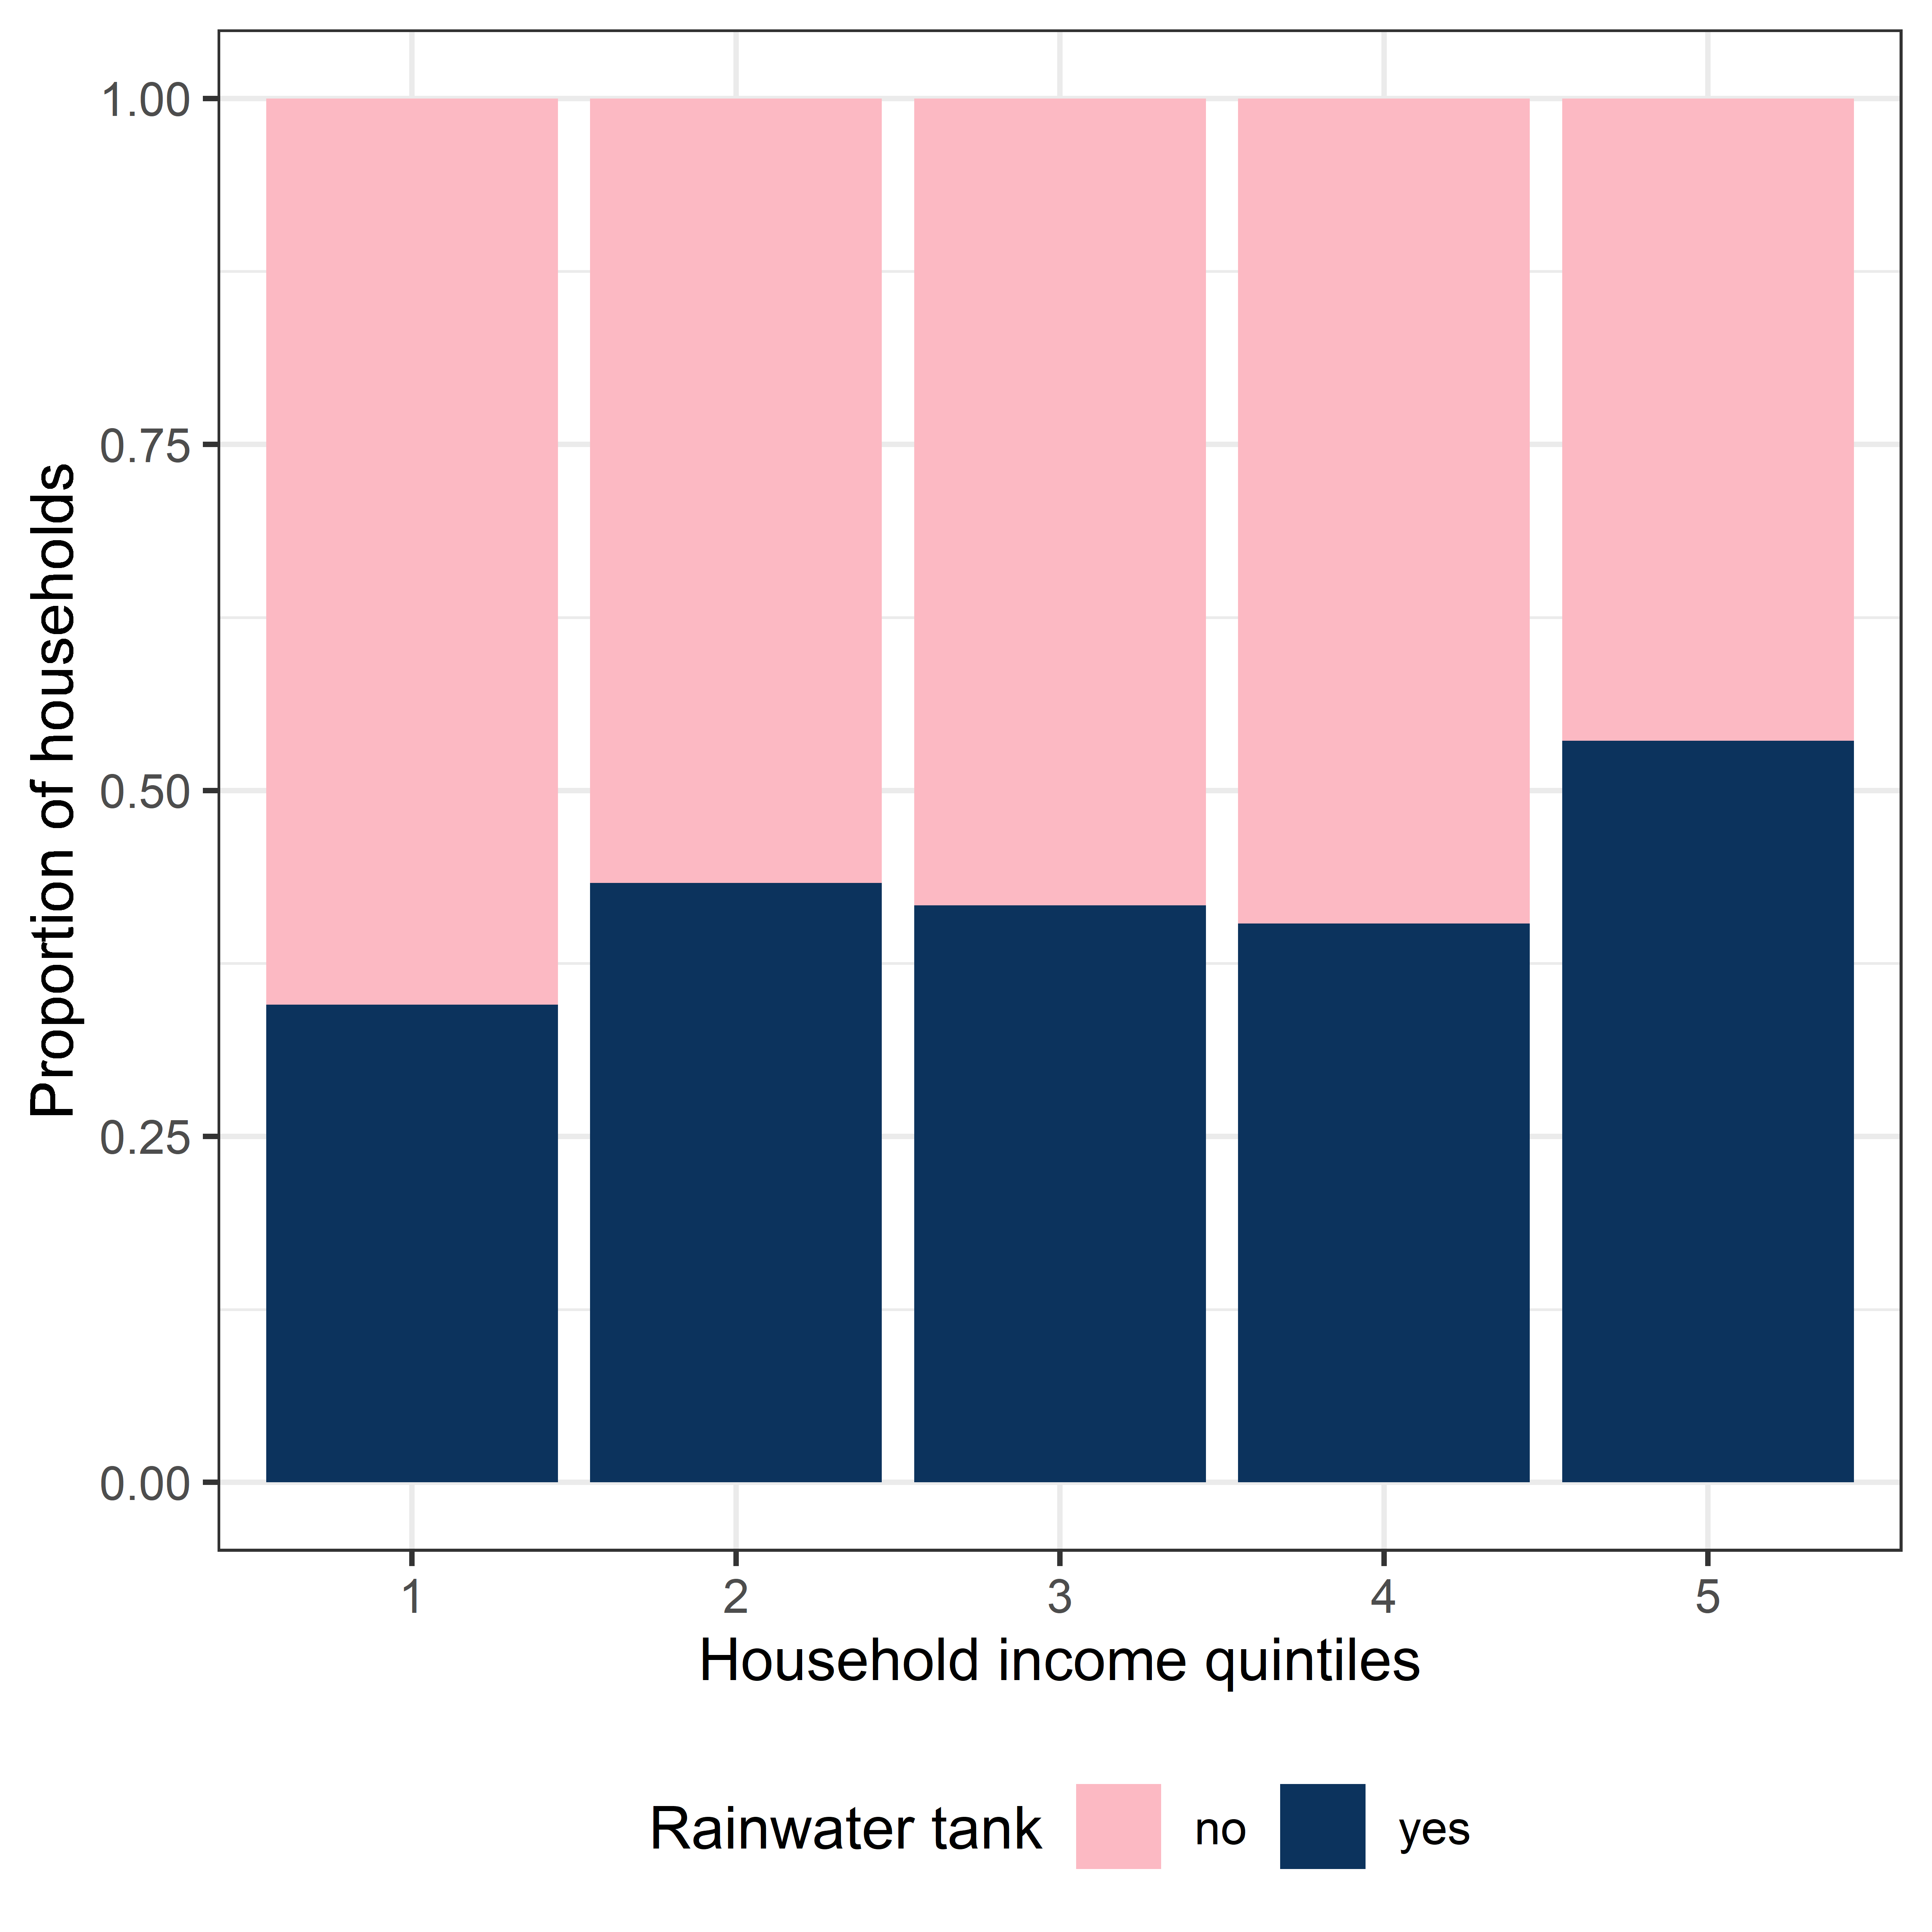 Proportion of households
1.00
0.75
0.50
0.25
0.00
1 2 3 4 5
Household income quintiles
Rainwater tank no yes